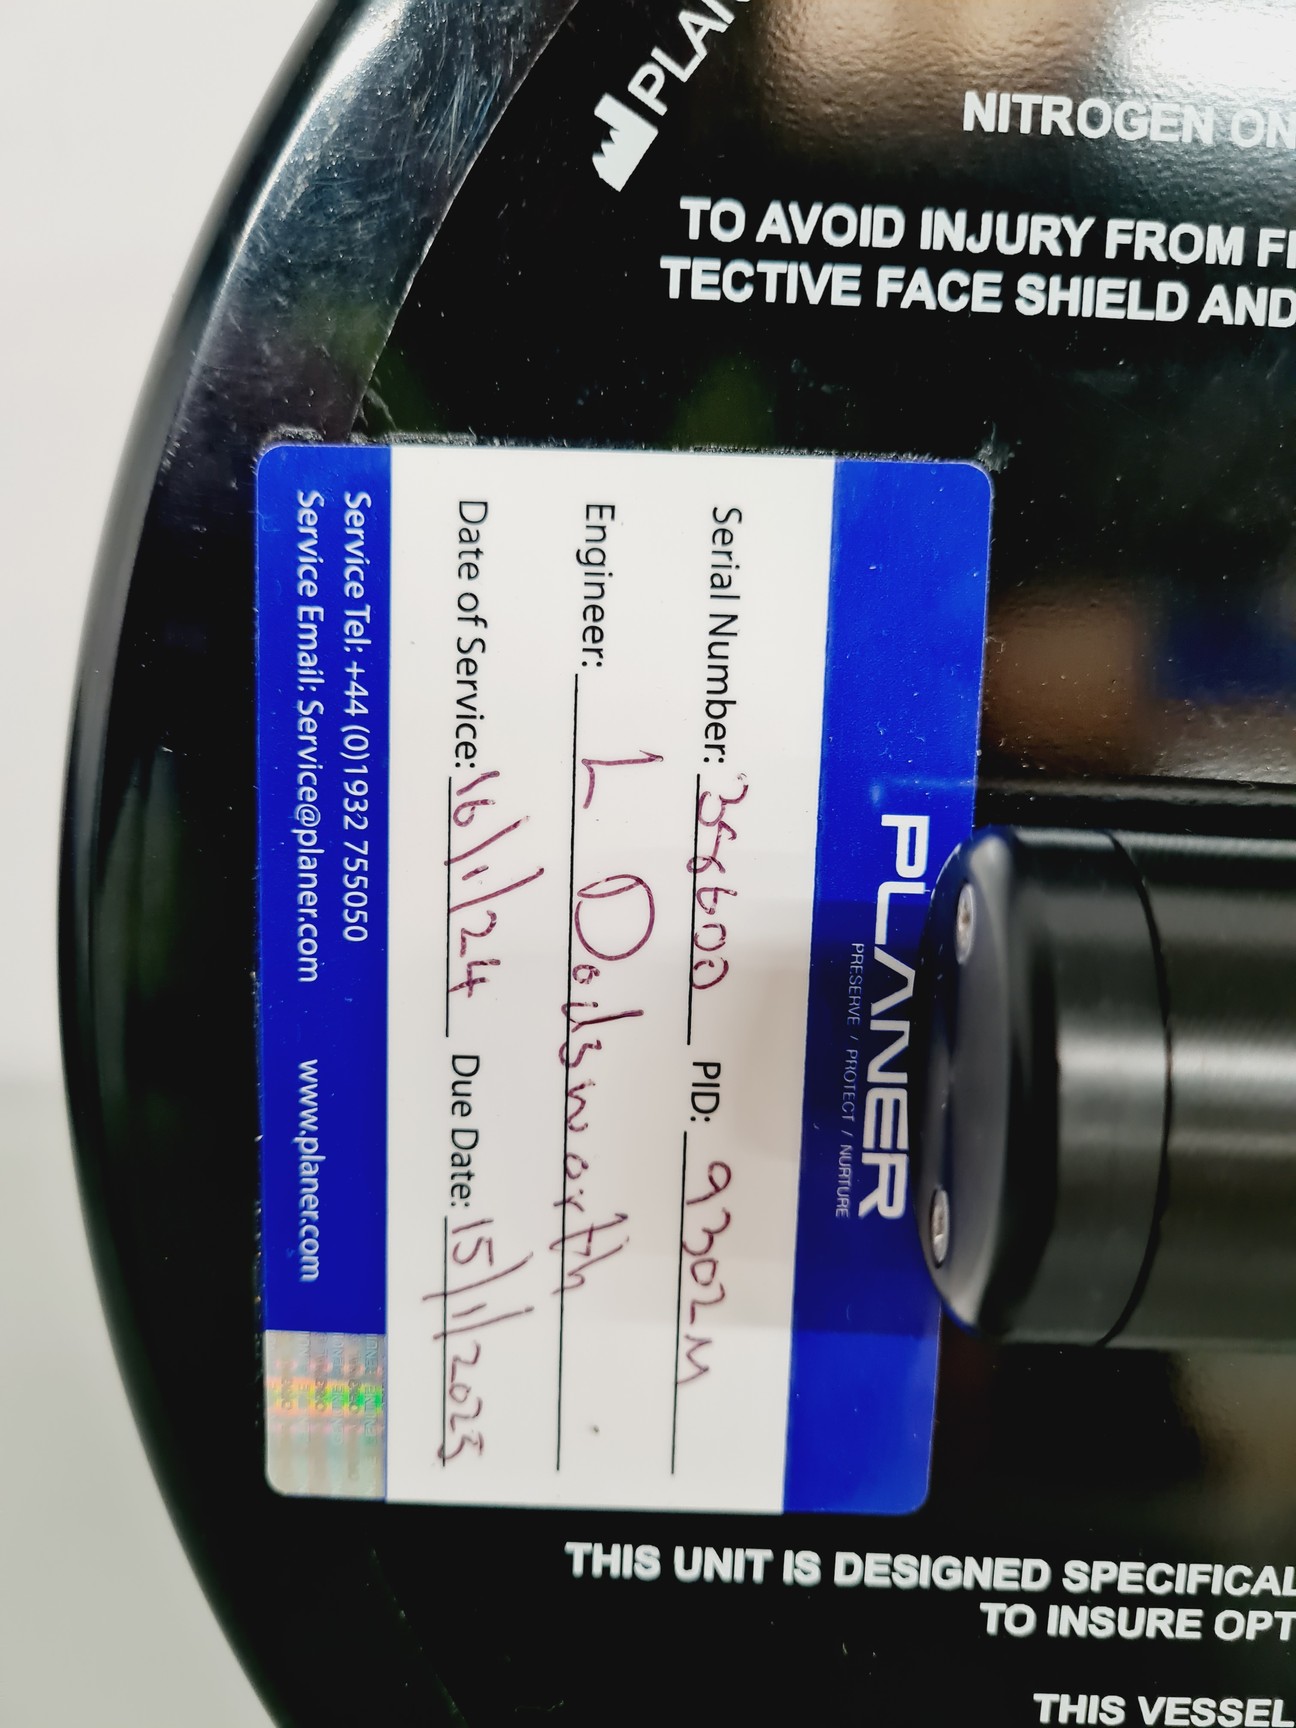 PLAN
NITROGEN ON
TO AVOID INJURY FROM
TECTIVE FACE SHIELD AND
PLANER
PRESERVE / PROTECT / NURTURE
Serial Number: PID: 9302M
Engineer: L Dodsworth
Date of Service: 16/1/24 Due Date: 15/1/2025
Service Tel: +44 (0)1932 755050
Service Email: Service@planer.com www.planer.com
THIS UNIT IS DESIGNED SPECIFICAL
TO INSURE OPT
THIS VESSEL